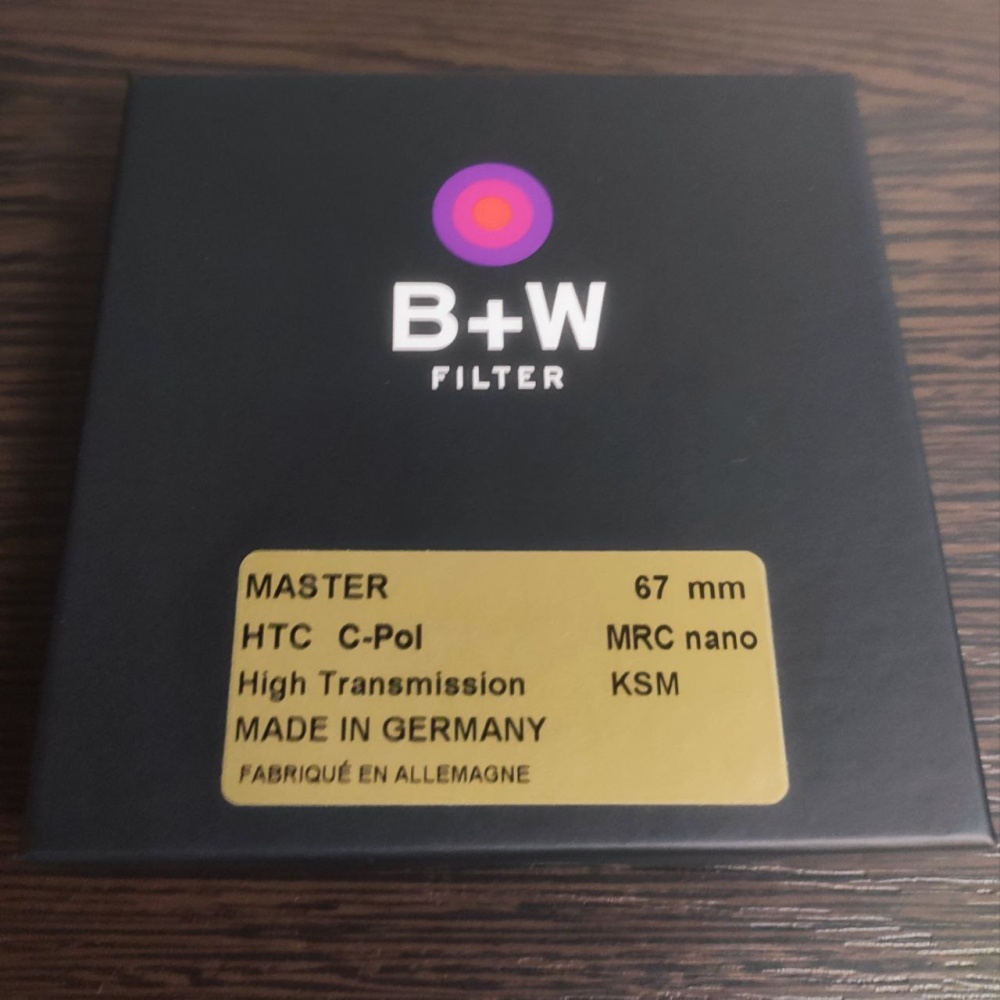 B+W
FILTER
MASTER 67 mm
HTC C-Pol MRC nano
High Transmission KSM
MADE IN GERMANY
FABRIQUÉ EN ALLEMAGNE